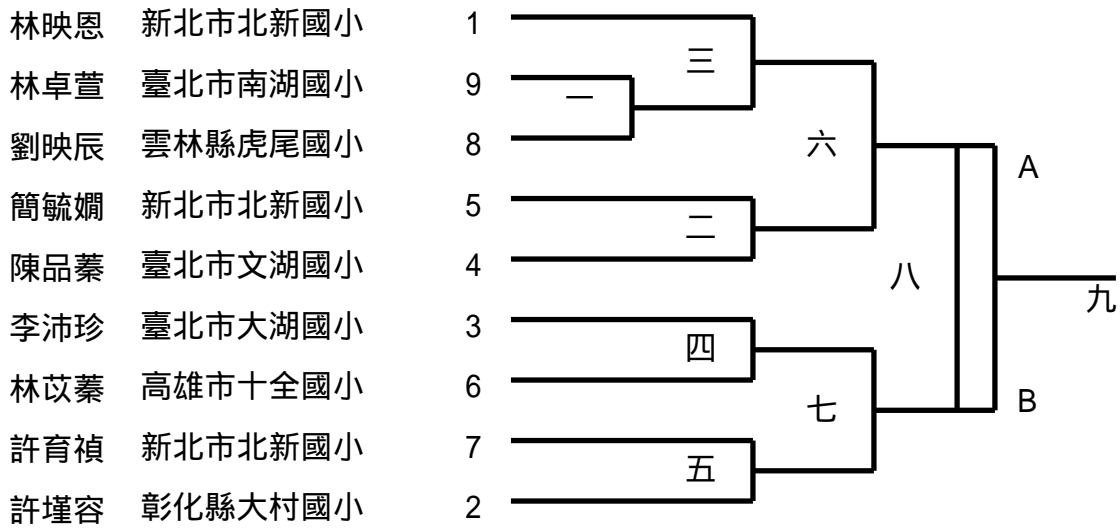 林映恩 新北市北新國小 1
三
林卓萱 臺北市南湖國小 9
一
劉映辰 雲林縣虎尾國小 8
六
A
簡毓嫺 新北市北新國小 5
二
陳品蓁 臺北市文湖國小 4
八
九
李沛珍 臺北市大湖國小 3
四
林苡蓁 高雄市十全國小 6
七
B
許育禎 新北市北新國小 7
五
許墐容 彰化縣大村國小 2